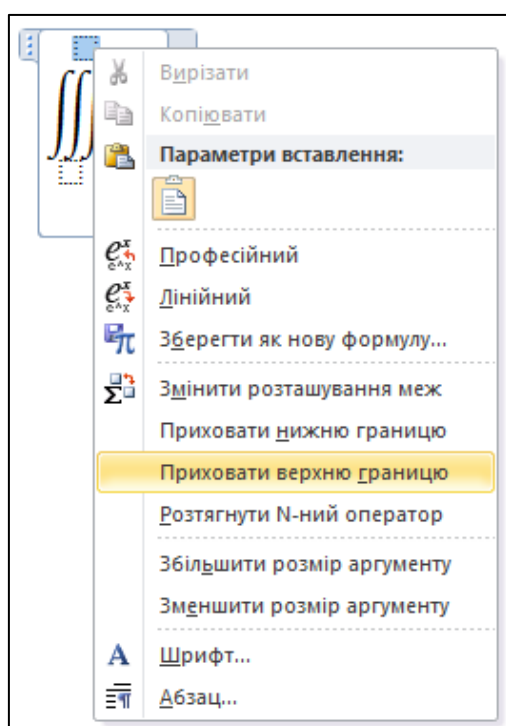 Вирізати
Копіювати
Параметри вставлення:
Професійний
Лінійний
Зберегти як нову формулу...
Змінити розташування меж
Приховати нижню границю
Приховати верхню границю
Розтягнути N-ний оператор
Збільшити розмір аргументу
Зменшити розмір аргументу
Шрифт...
Абзац...